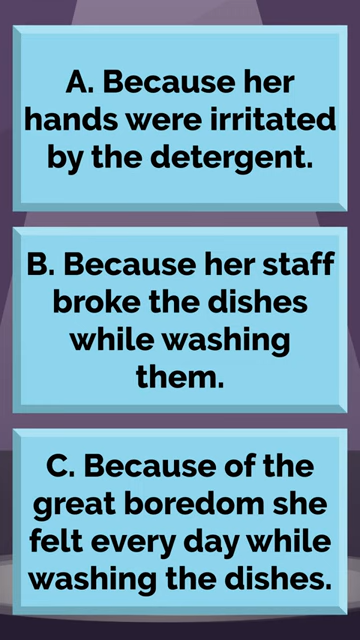 A. Because her
hands were irritated
by the detergent.
B. Because her staff
broke the dishes
while washing
them.
C. Because of the
great boredom she
felt every day while
washing the dishes.